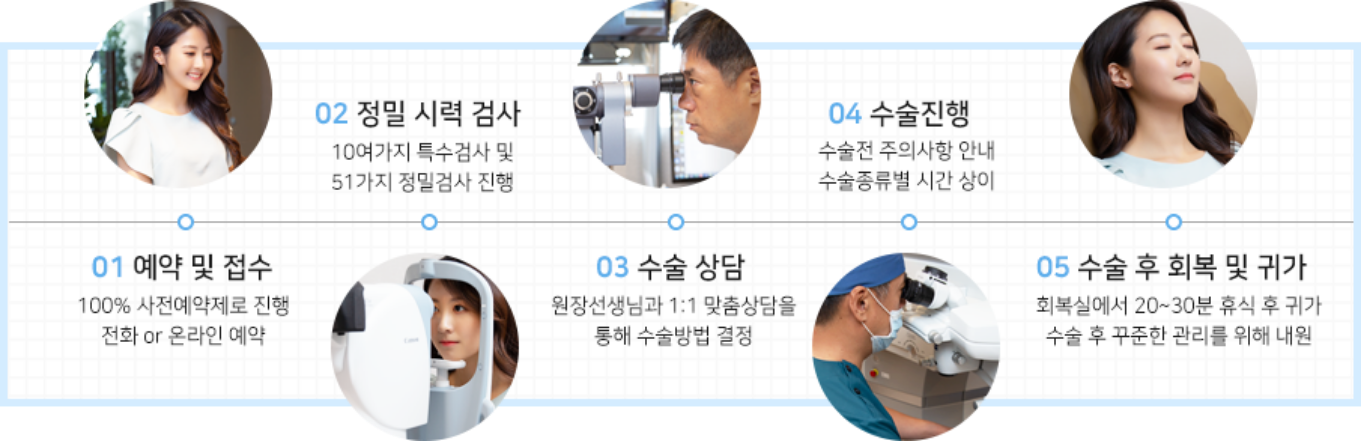 01 예약 및 접수
100% 사전예약제로 진행
전화 or 온라인 예약
02 정밀 시력 검사
10여가지 특수검사 및
51가지 정밀검사 진행
03 수술 상담
원장선생님과 1:1 맞춤상담을
통해 수술방법 결정
04 수술진행
수술전 주의사항 안내
수술종류별 시간 상이
05 수술 후 회복 및 귀가
회복실에서 20~30분 휴식 후 귀가
수술 후 꾸준한 관리를 위해 내원